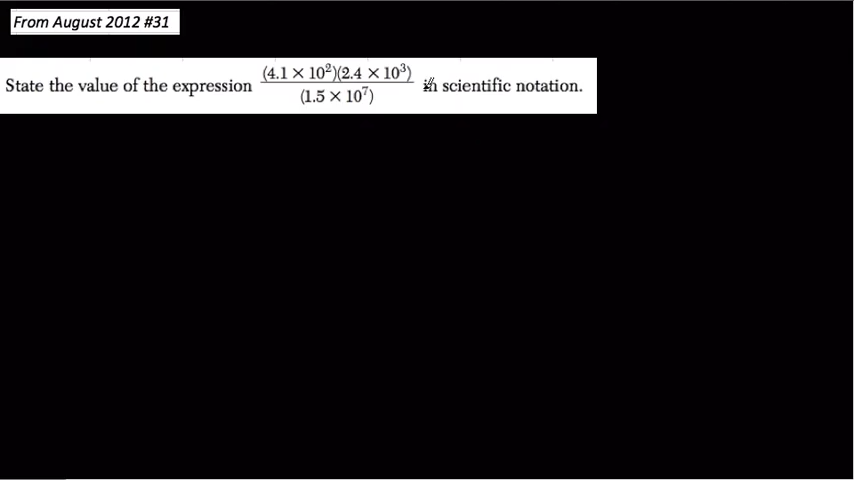 From August 2012 #31
State the value of the expression (4.1 × 10²)(2.4 × 10³) / (1.5 × 10⁷) in scientific notation.